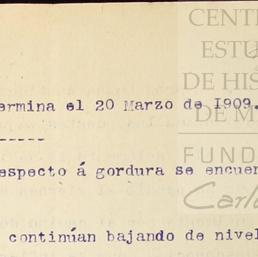 CENT
ESTU
DE HIS
DE M
FUND
Carl
ermina el 20 Marzo de 1909.
-----
especto á gordura se encuen
continúan bajando de nivel